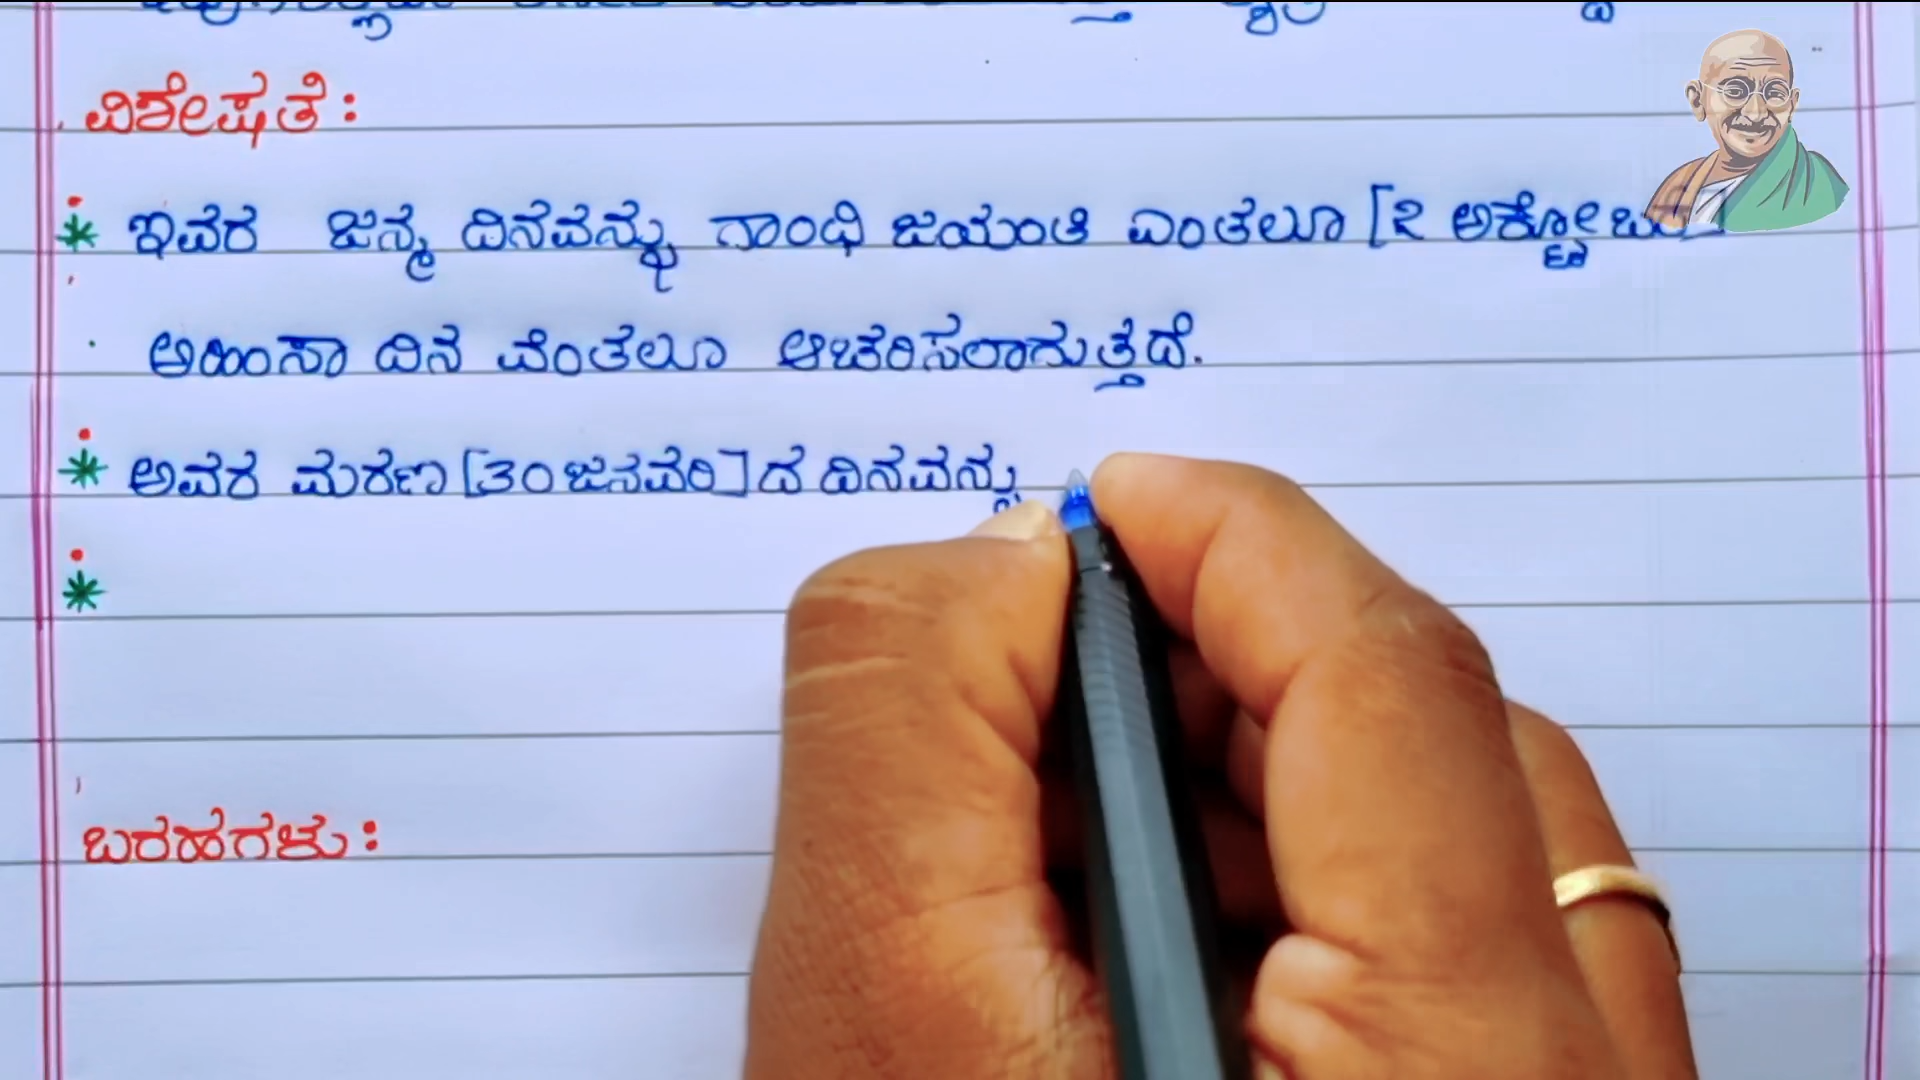 ವಿಶೇಷತೆ:
* ಇವರ ಜನ್ಮ ದಿನವನ್ನು ಗಾಂಧಿ ಜಯಂತಿ ಎಂತಲೂ [೨ ಅಕ್ಟೋಬರ
ಅಹಿಂಸಾ ದಿನ ವೆಂತಲೂ ಆಚರಿಸಲಾಗುತ್ತದೆ.
* ಅವರ ಮರಣ [30 ಜನವರಿ]ದ ದಿನವನ್ನು
*
ಬರಹಗಳು: